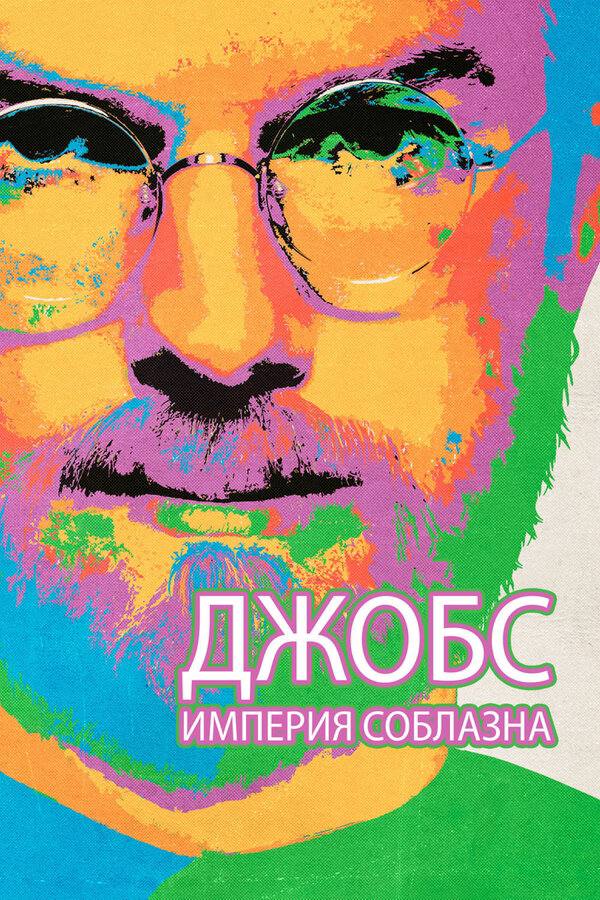 ДЖОБС
ИМПЕРИЯ СОБЛАЗНА